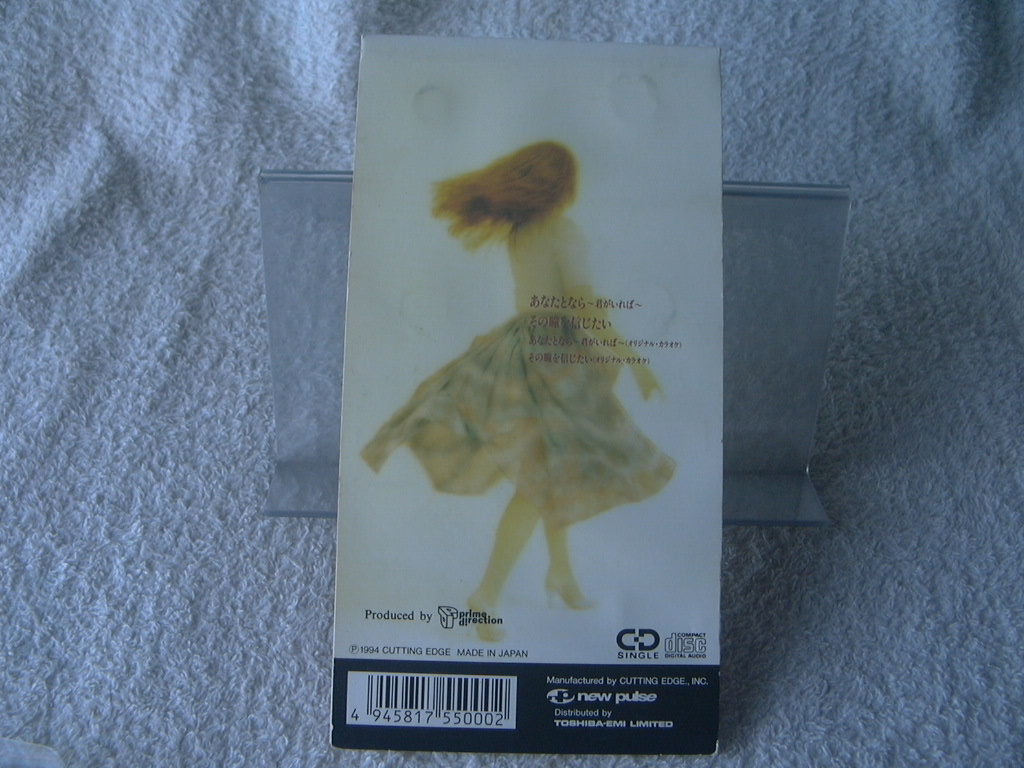 あなたとなら〜君がいれば〜
その瞳を信じたい
あなたとなら〜君がいれば〜(オリジナル・カラオケ)
その瞳を信じたい(オリジナル・カラオケ)
Produced by prime direction
℗1994 CUTTING EDGE MADE IN JAPAN
CD SINGLE
COMPACT disc DIGITAL AUDIO
4 945817 550002
Manufactured by CUTTING EDGE., INC.
new pulse
Distributed by
TOSHIBA-EMI LIMITED